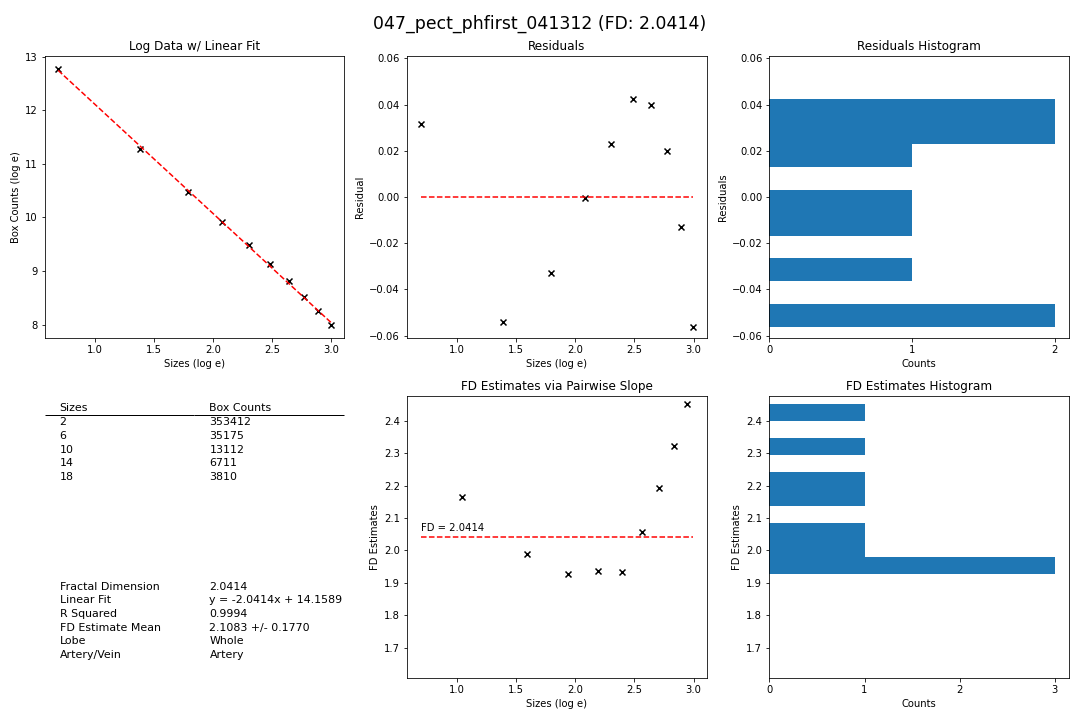 047_pect_phfirst_041312 (FD: 2.0414)
Log Data w/ Linear Fit
Box Counts (log e)
13
12
11
10
9
8
1.0 1.5 2.0 2.5 3.0
Sizes (log e)
Residuals
Residual
0.06
0.04
0.02
0.00
−0.02
−0.04
−0.06
1.0 1.5 2.0 2.5 3.0
Sizes (log e)
Residuals Histogram
Residuals
0.06
0.04
0.02
0.00
−0.02
−0.04
−0.06
0 1 2
Counts
Sizes Box Counts
2 353412
6 35175
10 13112
14 6711
18 3810
Fractal Dimension 2.0414
Linear Fit y = -2.0414x + 14.1589
R Squared 0.9994
FD Estimate Mean 2.1083 +/- 0.1770
Lobe Whole
Artery/Vein Artery
FD Estimates via Pairwise Slope
FD Estimates
2.4
2.3
2.2
2.1
2.0
1.9
1.8
1.7
FD = 2.0414
1.0 1.5 2.0 2.5 3.0
Sizes (log e)
FD Estimates Histogram
FD Estimates
2.4
2.3
2.2
2.1
2.0
1.9
1.8
1.7
0 1 2 3
Counts